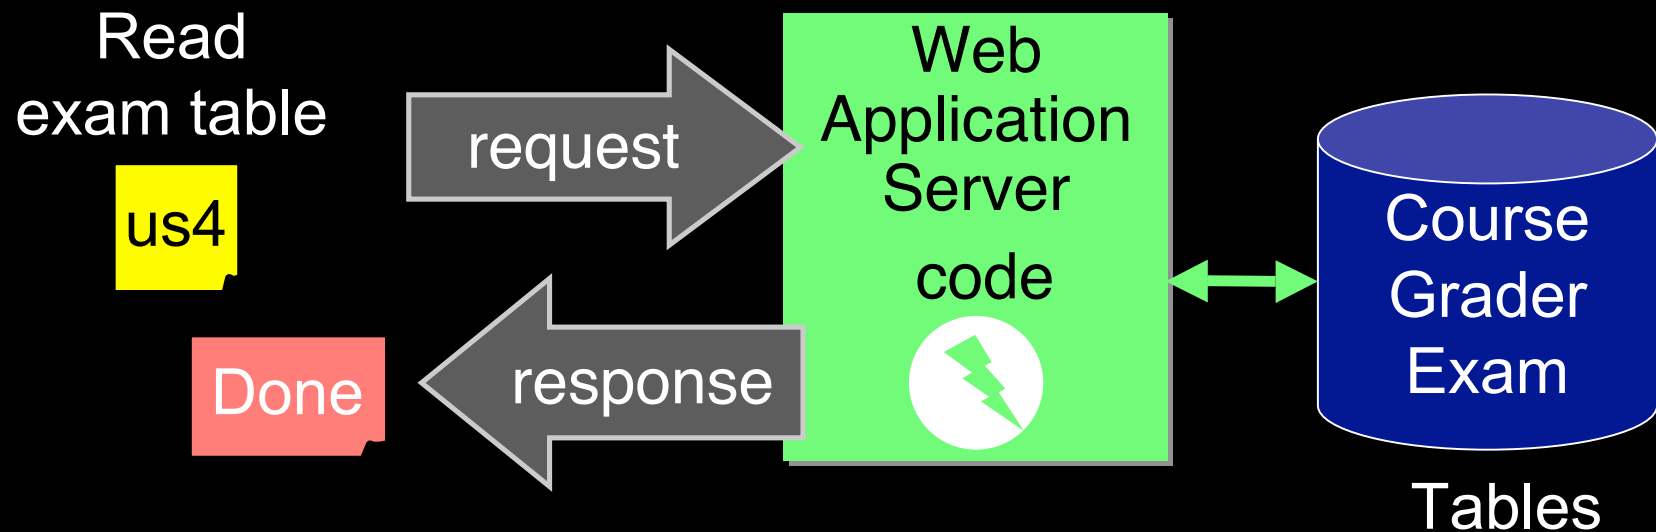 Read
exam table
us4
Done
request
response
Web
Application
Server
code
Course
Grader
Exam
Tables